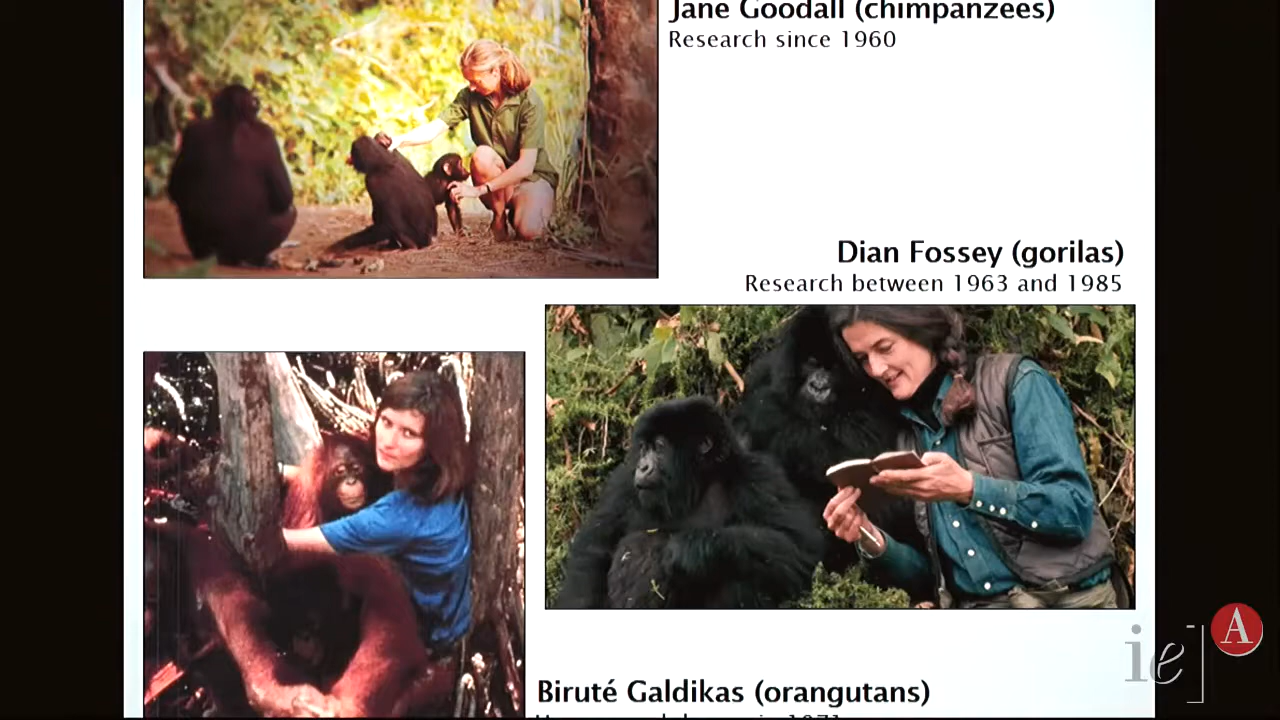 Jane Goodall (chimpanzees)
Research since 1960
Dian Fossey (gorilas)
Research between 1963 and 1985
Biruté Galdikas (orangutans)
ie]
A